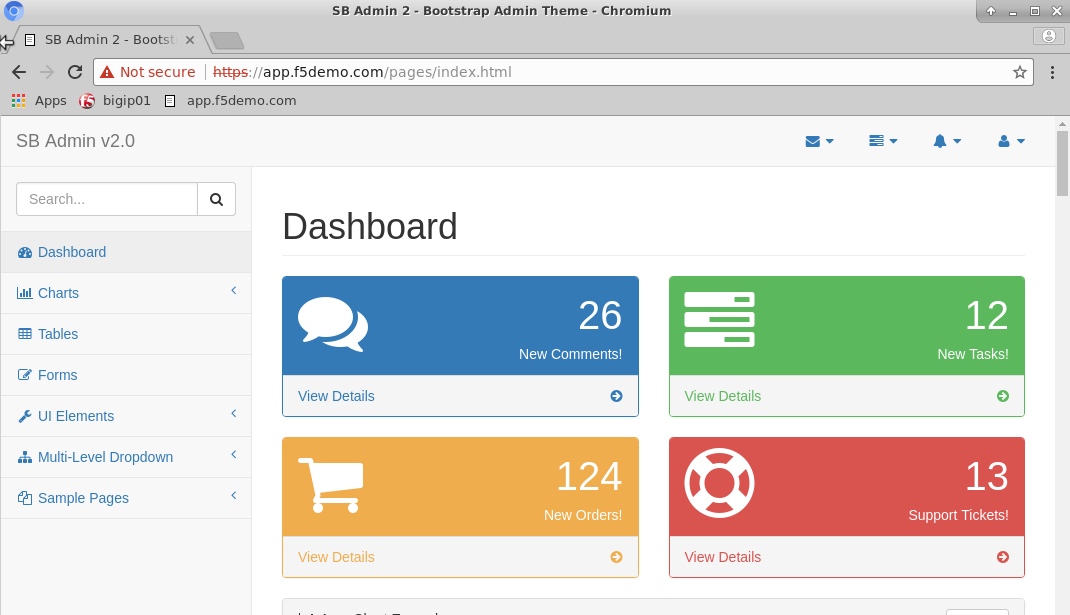 SB Admin 2 - Bootstrap Admin Theme - Chromium
SB Admin 2 - Bootst
Not secure https://app.f5demo.com/pages/index.html
Apps bigip01 app.f5demo.com
SB Admin v2.0
Search...
Dashboard
Charts
Tables
Forms
UI Elements
Multi-Level Dropdown
Sample Pages
Dashboard
26
New Comments!
View Details
12
New Tasks!
View Details
124
New Orders!
View Details
13
Support Tickets!
View Details